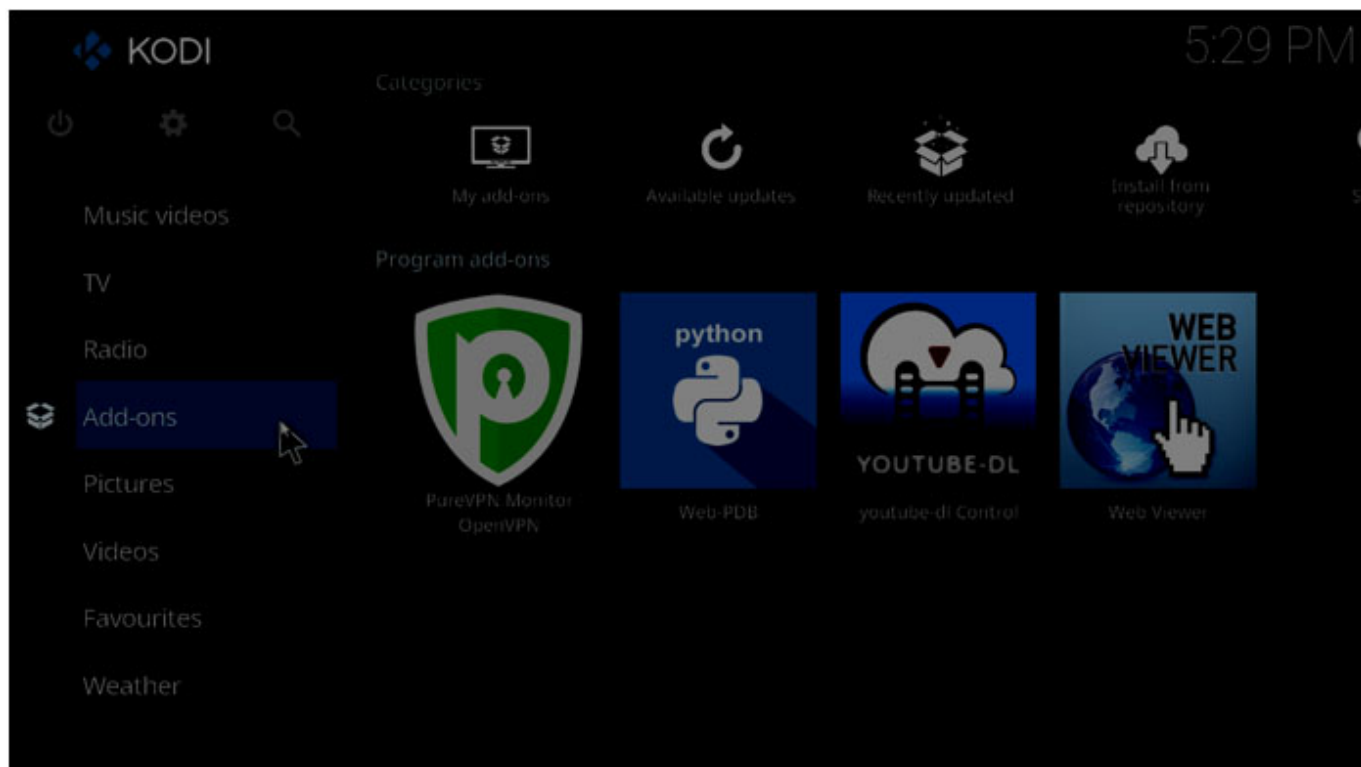 KODI
5:29 PM
Categories
My add-ons
Available updates
Recently updated
Install from
repository
Music videos
TV
Radio
Add-ons
Pictures
Videos
Favourites
Weather
Program add-ons
python
YOUTUBE-DL
WEB
VIEWER
PureVPN Monitor
OpenVPN
Web-PDB
youtube-dl Control
Web Viewer